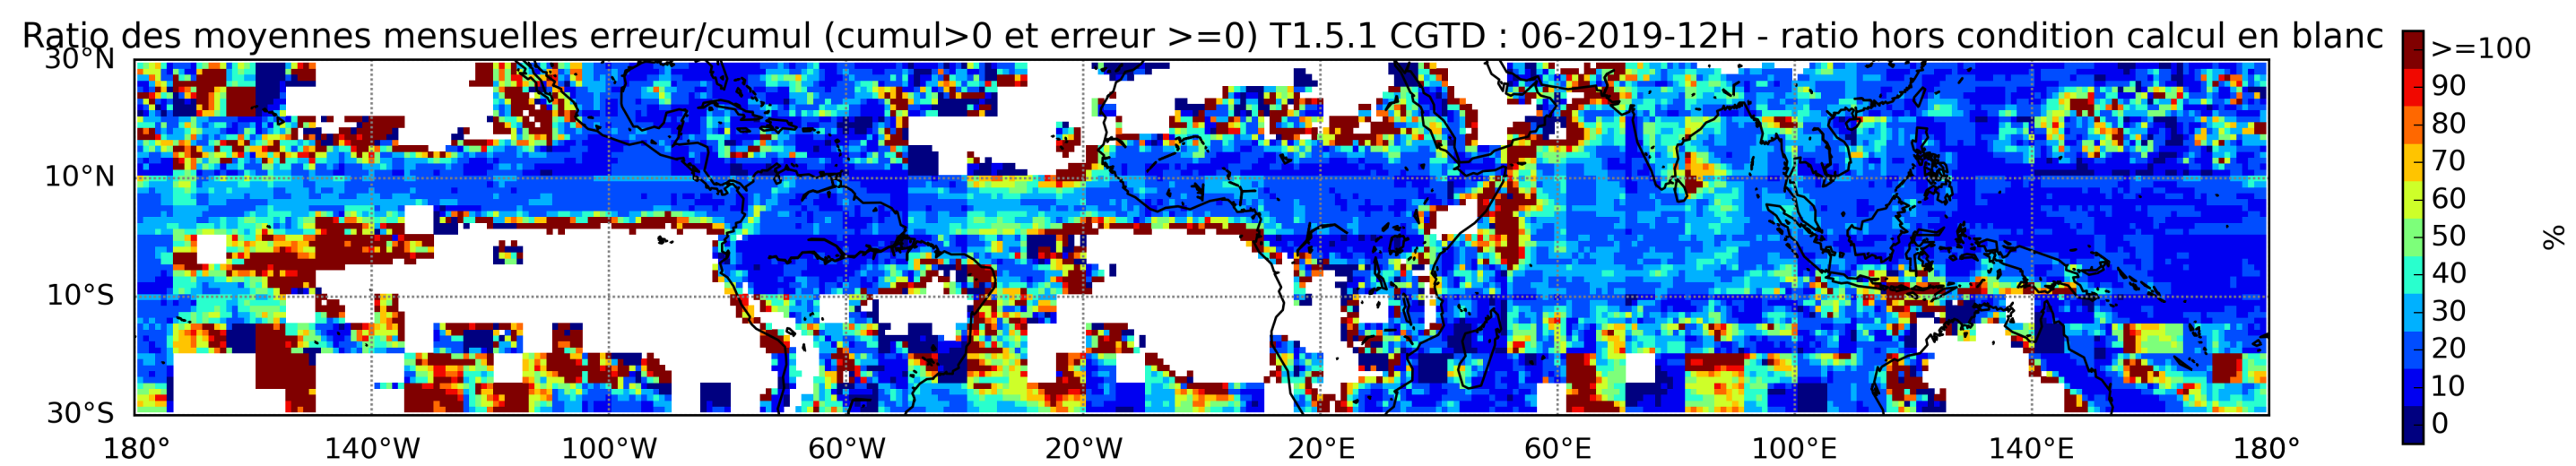 Ratio des moyennes mensuelles erreur/cumul (cumul>0 et erreur >=0) T1.5.1 CGTD : 06-2019-12H - ratio hors condition calcul en blanc
30°N
10°N
10°S
30°S
180°
140°W
100°W
60°W
20°W
20°E
60°E
100°E
140°E
180°
>=100
90
80
70
60
50
40
30
20
10
0
%